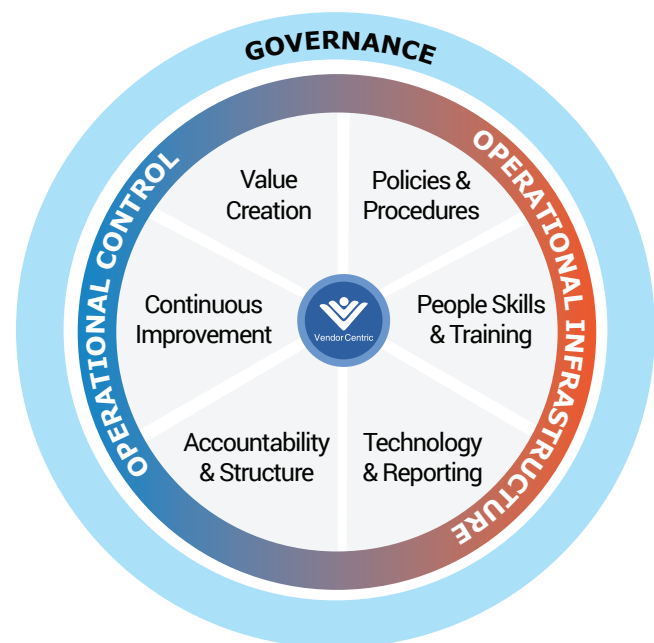 GOVERNANCE
OPERATIONAL CONTROL
OPERATIONAL INFRASTRUCTURE
Value
Creation
Policies &
Procedures
Continuous
Improvement
Vendor Centric
People Skills
& Training
Accountability
& Structure
Technology
& Reporting